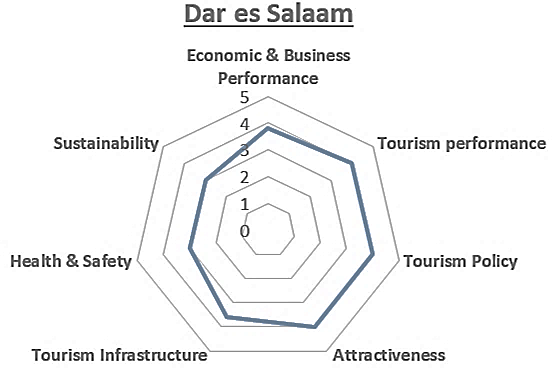 Dar es Salaam
Economic & Business
Performance
5
4
3
2
1
0
Tourism performance
Tourism Policy
Attractiveness
Tourism Infrastructure
Health & Safety
Sustainability